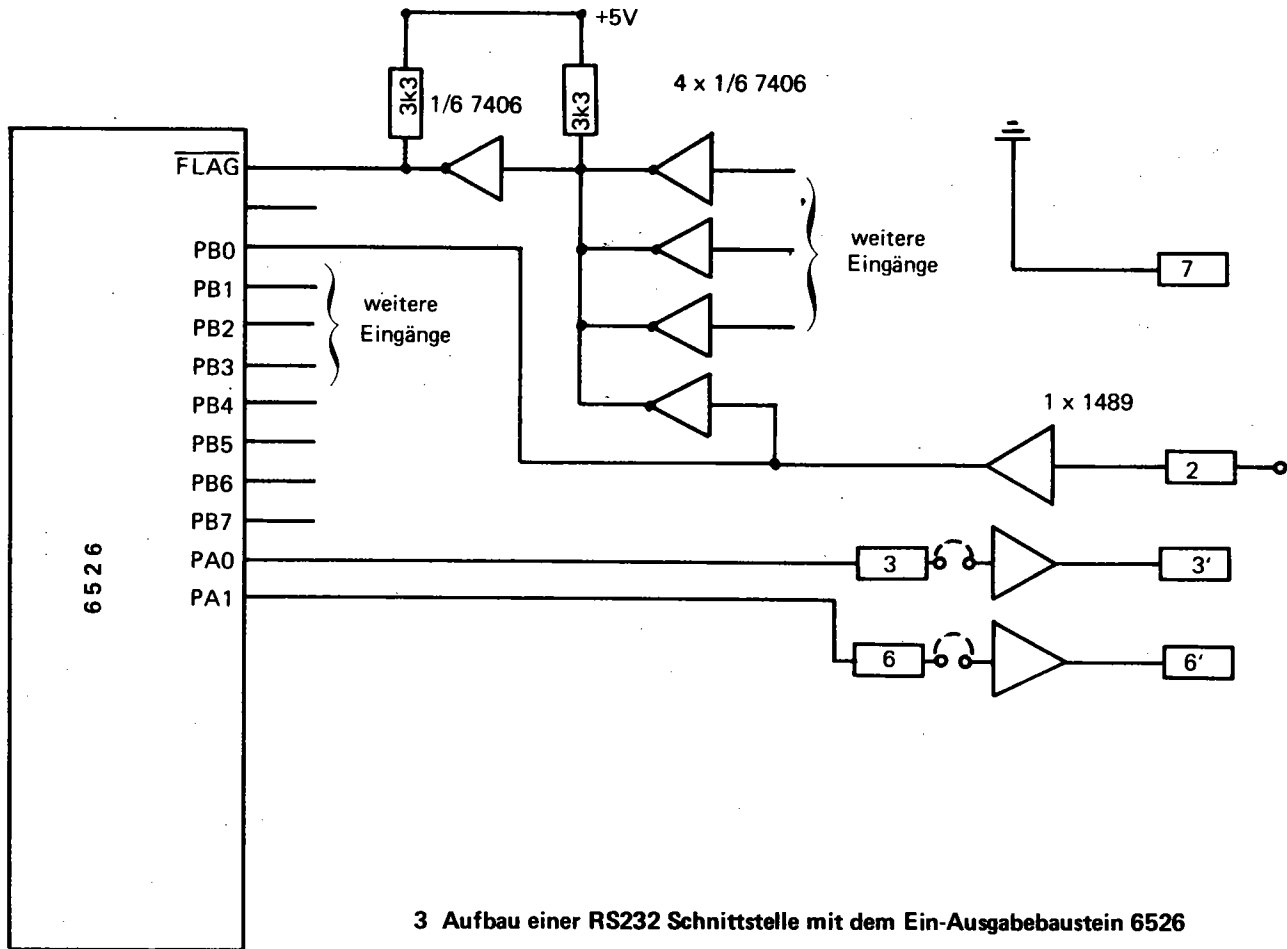 +5V
3k3
1/6 7406
3k3
4 x 1/6 7406
FLAG
PB0
PB1
PB2
PB3
PB4
PB5
PB6
PB7
PA0
PA1
6526
weitere
Eingänge
weitere
Eingänge
7
1 x 1489
2
3
3'
6
6'
3 Aufbau einer RS232 Schnittstelle mit dem Ein-Ausgabebaustein 6526